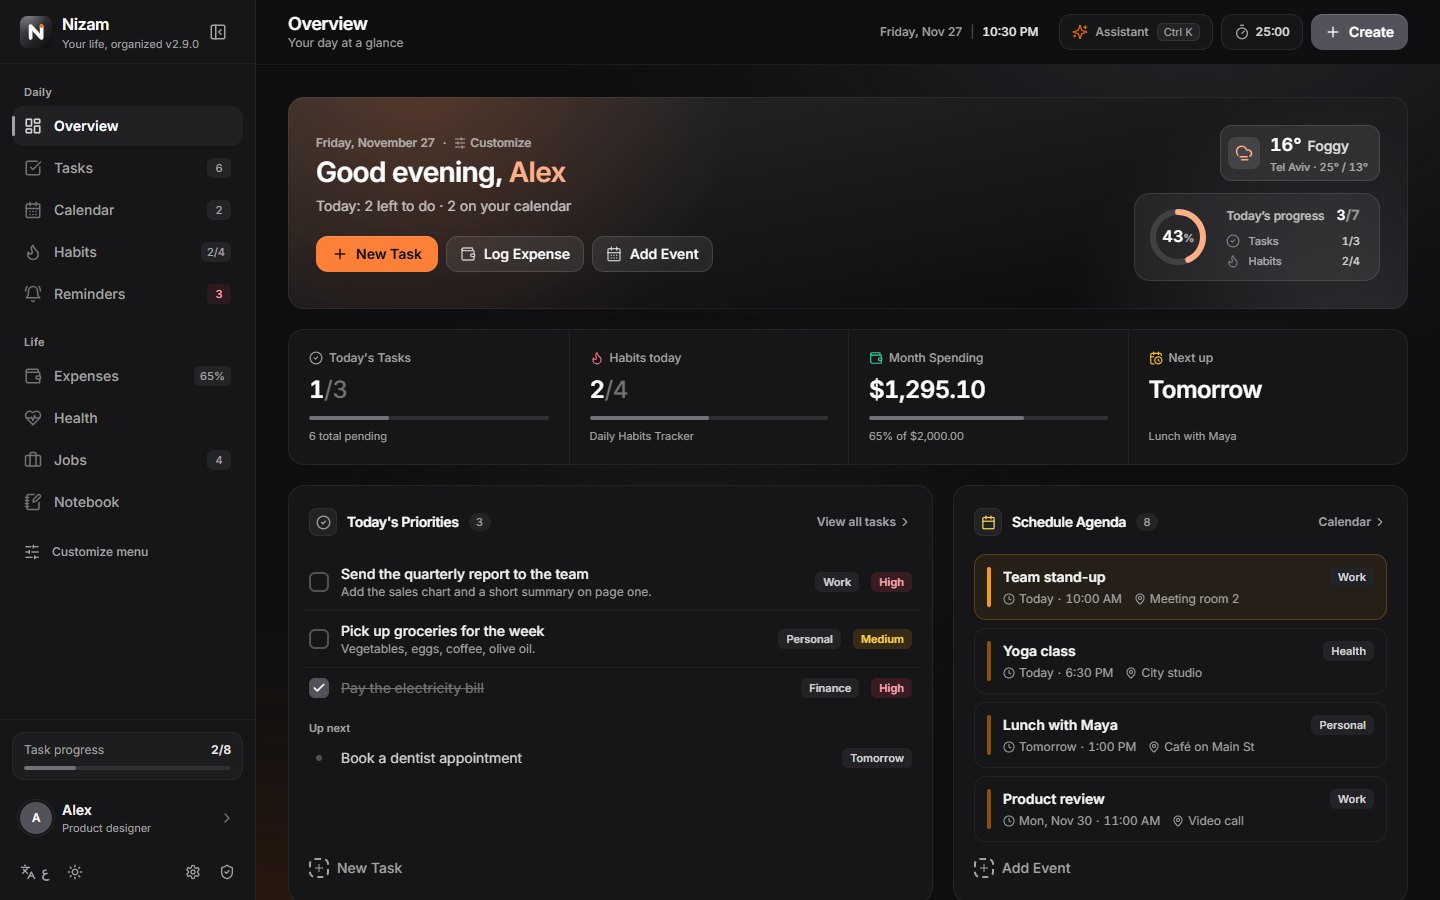 Nizam
Your life, organized v2.9.0
Daily
Overview
Tasks 6
Calendar 2
Habits 2/4
Reminders 3
Life
Expenses 65%
Health
Jobs 4
Notebook
Customize menu
Task progress 2/8
A
Alex
Product designer
ع
Overview
Your day at a glance
Friday, Nov 27 | 10:30 PM
Assistant Ctrl K
25:00
+ Create
Friday, November 27 · Customize
Good evening, Alex
Today: 2 left to do · 2 on your calendar
+ New Task
Log Expense
Add Event
16° Foggy
Tel Aviv · 25° / 13°
43%
Today's progress 3/7
Tasks 1/3
Habits 2/4
Today's Tasks
1/3
6 total pending
Habits today
2/4
Daily Habits Tracker
Month Spending
$1,295.10
65% of $2,000.00
Next up
Tomorrow
Lunch with Maya
Today's Priorities 3
View all tasks
Send the quarterly report to the team
Add the sales chart and a short summary on page one.
Work High
Pick up groceries for the week
Vegetables, eggs, coffee, olive oil.
Personal Medium
Pay the electricity bill
Finance High
Up next
Book a dentist appointment
Tomorrow
New Task
Schedule Agenda 8
Calendar
Team stand-up
Work
Today · 10:00 AM Meeting room 2
Yoga class
Health
Today · 6:30 PM City studio
Lunch with Maya
Personal
Tomorrow · 1:00 PM Café on Main St
Product review
Work
Mon, Nov 30 · 11:00 AM Video call
Add Event